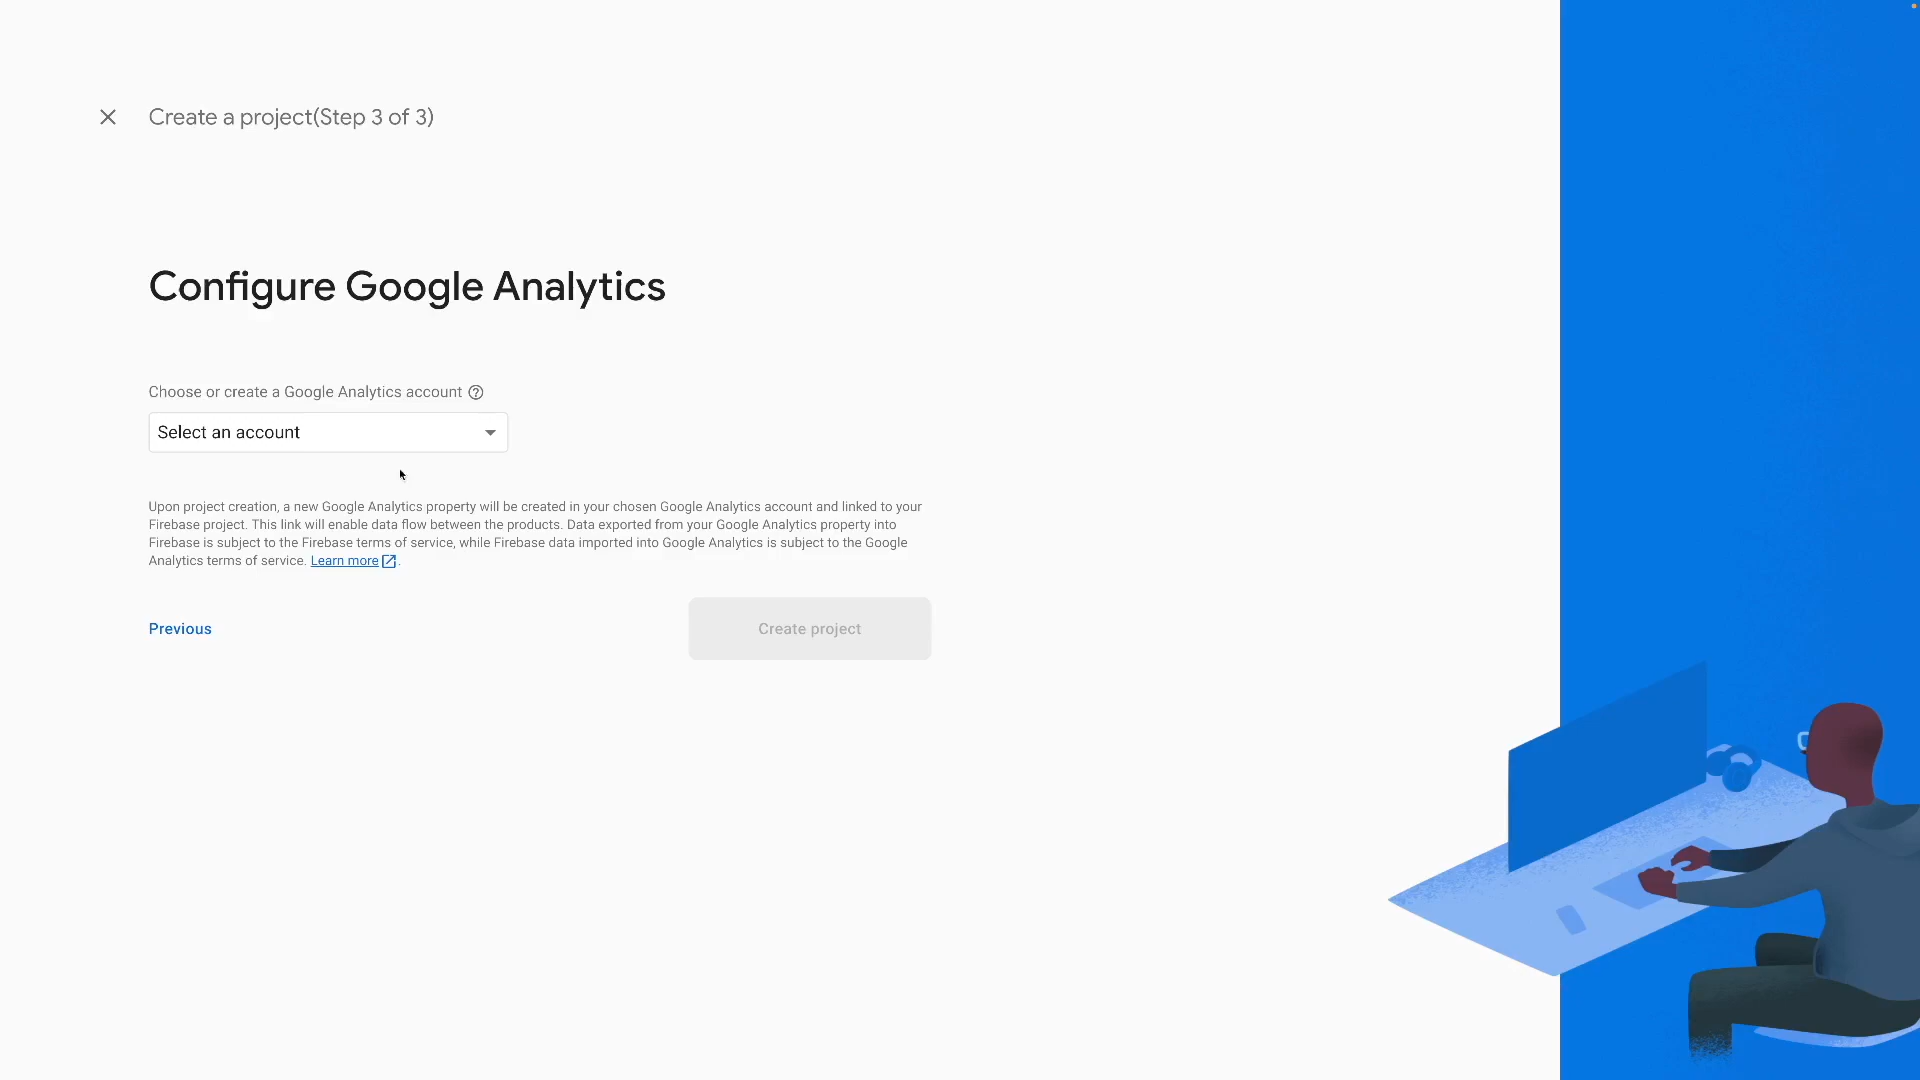 Create a project(Step 3 of 3)
Configure Google Analytics
Choose or create a Google Analytics account
Select an account
Upon project creation, a new Google Analytics property will be created in your chosen Google Analytics account and linked to your
Firebase project. This link will enable data flow between the products. Data exported from your Google Analytics property into
Firebase is subject to the Firebase terms of service, while Firebase data imported into Google Analytics is subject to the Google
Analytics terms of service. Learn more .
Previous
Create project